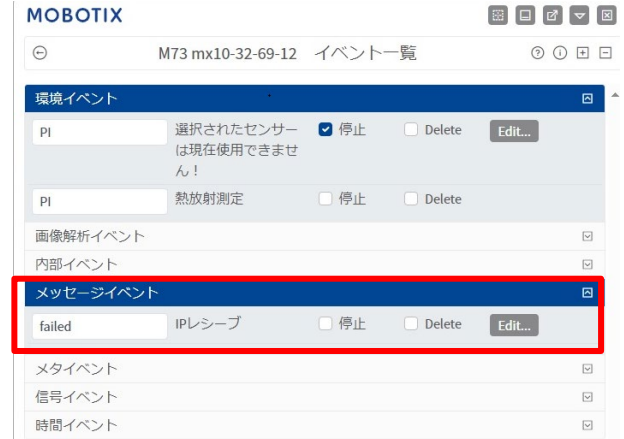 MOBOTIX
M73 mx10-32-69-12 イベント一覧
環境イベント
PI 選択されたセンサー 停止 Delete Edit...
は現在使用できませ
ん！
PI 熱放射測定 停止 Delete
画像解析イベント
内部イベント
メッセージイベント
failed IPレシーブ 停止 Delete Edit...
メタイベント
信号イベント
時間イベント